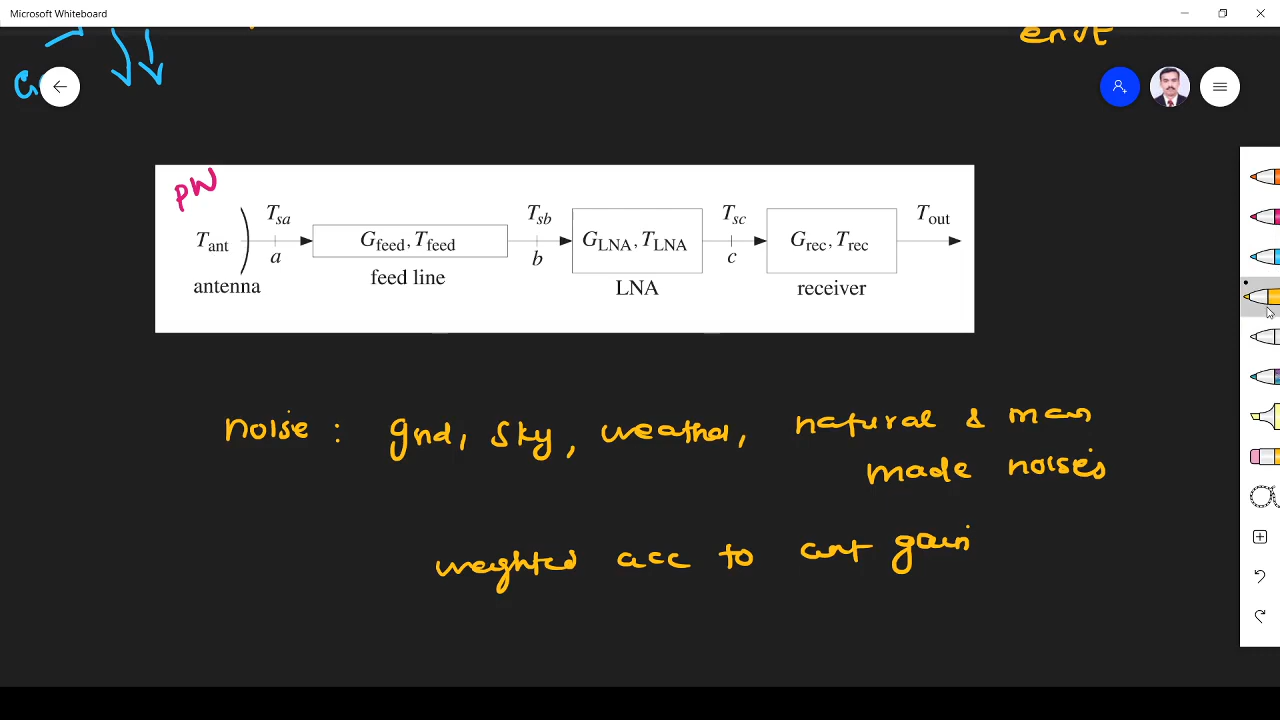 Microsoft Whiteboard
envt
PW
T_ant
antenna
T_sa
a
G_feed, T_feed
feed line
T_sb
b
G_LNA, T_LNA
LNA
T_sc
c
G_rec, T_rec
receiver
T_out
noise : gnd, sky, weather, natural & man
made noises
weighted acc to ant gain